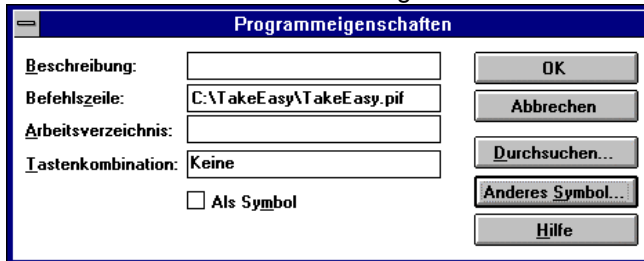 Programmeigenschaften
Beschreibung:
Befehlszeile: C:\TakeEasy\TakeEasy.pif
Arbeitsverzeichnis:
Tastenkombination: Keine
Als Symbol
OK
Abbrechen
Durchsuchen...
Anderes Symbol...
Hilfe